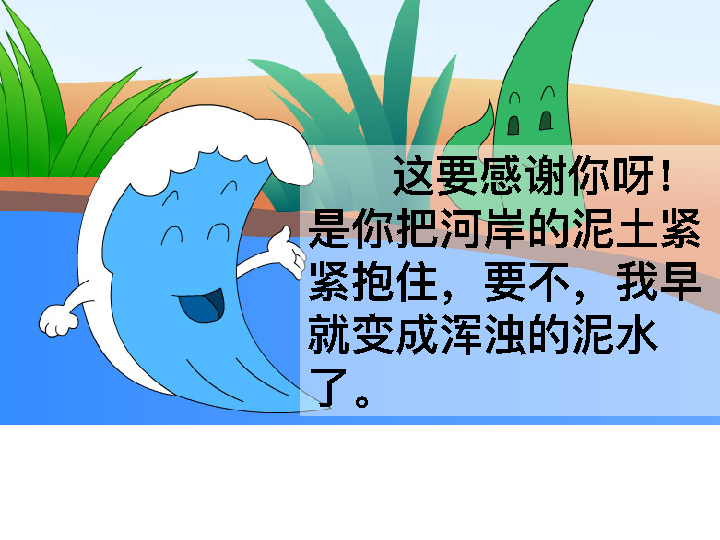 这要感谢你呀！
是你把河岸的泥土紧
紧抱住，要不，我早
就变成浑浊的泥水
了。